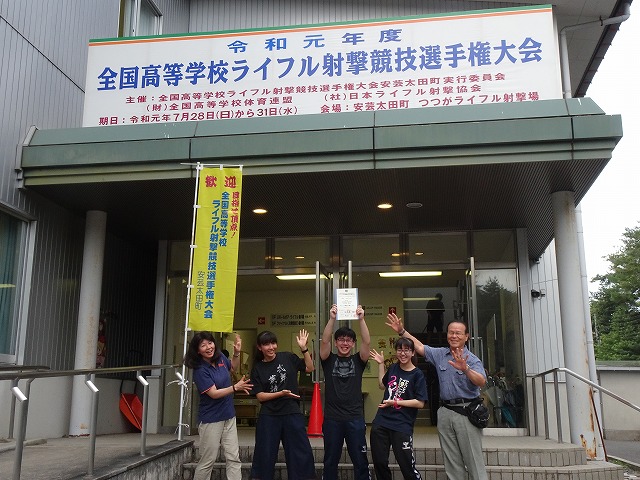 令和元年度
全国高等学校ライフル射撃競技選手権大会
主催：全国高等学校ライフル射撃競技選手権大会安芸太田町実行委員会
(財)全国高等学校体育連盟 (社)日本ライフル射撃協会
期日：令和元年7月28日(日)から31日(水) 会場：安芸太田町 つつがライフル射撃場
歓迎
目指せ頂点！
全国高等学校
ライフル射撃競技選手権大会
安芸太田町